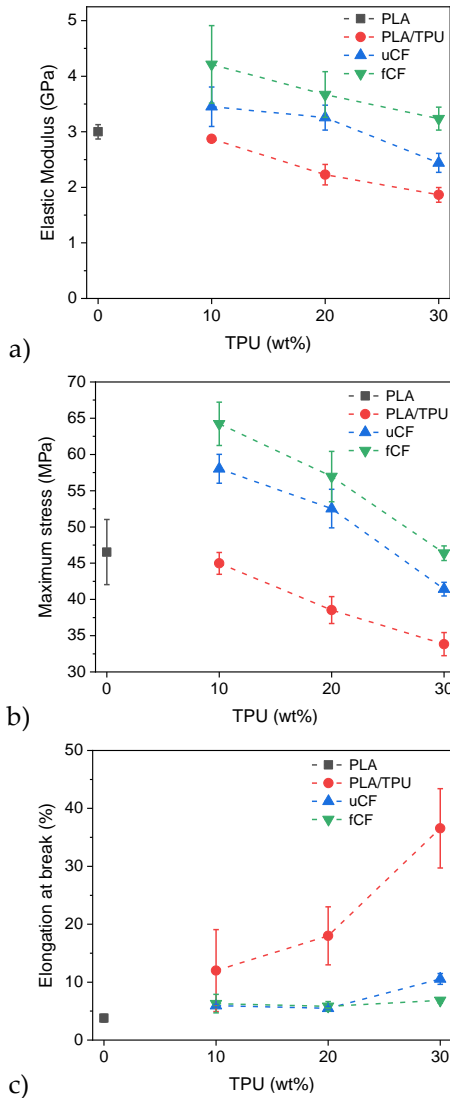 PLA
PLA/TPU
uCF
fCF
6
5
4
3
2
1
0
Elastic Modulus (GPa)
0 10 20 30
TPU (wt%)
a)
PLA
PLA/TPU
uCF
fCF
70
65
60
55
50
45
40
35
30
Maximum stress (MPa)
0 10 20 30
TPU (wt%)
b)
PLA
PLA/TPU
uCF
fCF
50
40
30
20
10
0
Elongation at break (%)
0 10 20 30
TPU (wt%)
c)